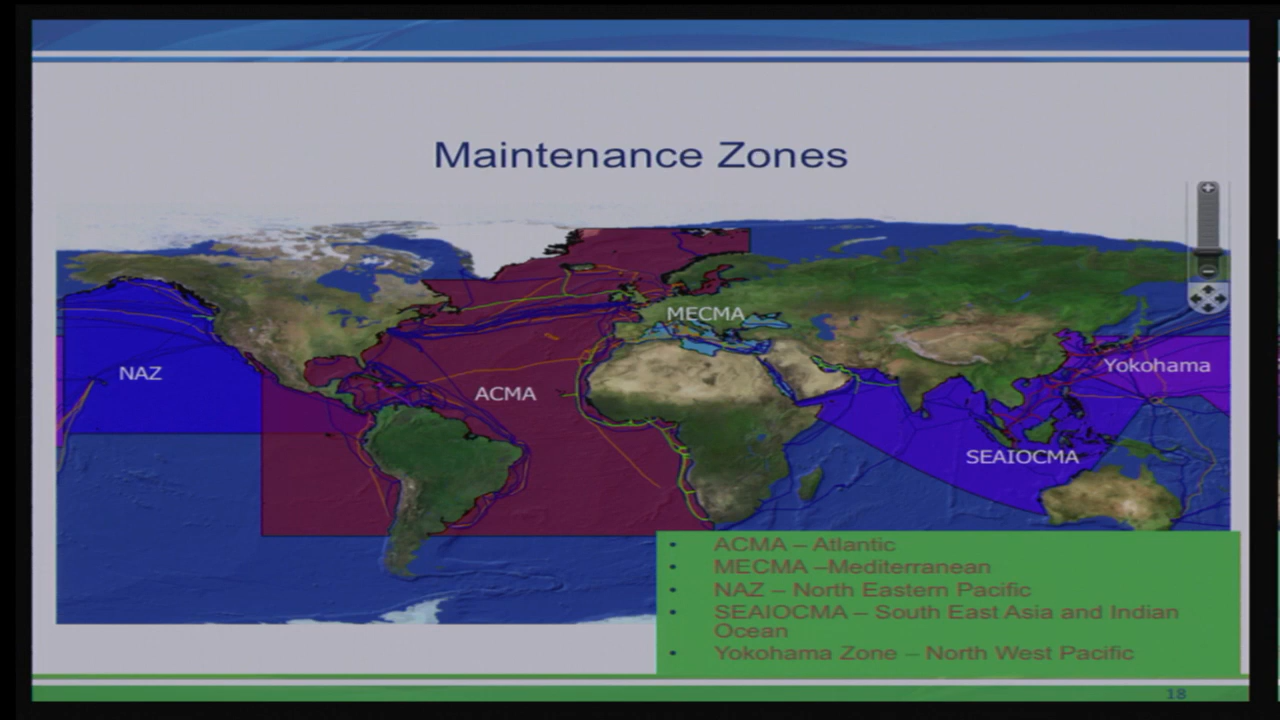 Maintenance Zones
MECMA
Yokohama
NAZ
ACMA
SEAIOCMA
• ACMA – Atlantic
• MECMA –Mediterranean
• NAZ – North Eastern Pacific
• SEAIOCMA – South East Asia and Indian
Ocean
• Yokohama Zone – North West Pacific
18